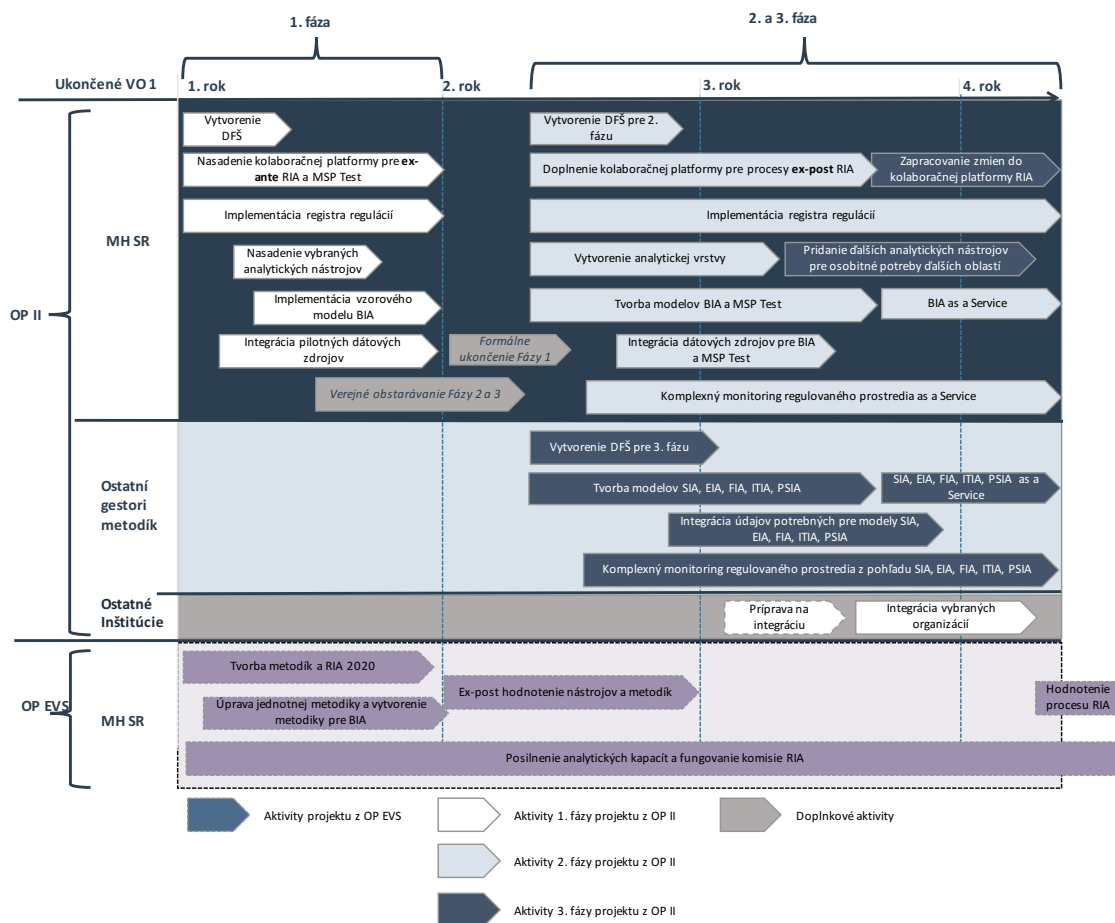 1. fáza
2. a 3. fáza
Ukončené VO 1
1. rok
2. rok
3. rok
4. rok
OP II
MH SR
Vytvorenie
DFŠ
Vytvorenie DFŠ pre 2.
fázu
Nasadenie kolaboračnej platformy pre ex-
ante RIA a MSP Test
Doplnenie kolaboračnej platformy pre procesy ex-post RIA
Zapracovanie zmien do
kolaboračnej platformy RIA
Implementácia registra regulácií
Implementácia registra regulácií
Nasadenie vybraných
analytických nástrojov
Vytvorenie analytickej vrstvy
Pridanie ďalších analytických nástrojov
pre osobitné potreby ďalších oblastí
Implementácia vzorového
modelu BIA
Tvorba modelov BIA a MSP Test
BIA as a Service
Integrácia pilotných dátových
zdrojov
Formálne
ukončenie Fázy 1
Integrácia dátových zdrojov pre BIA
a MSP Test
Verejné obstarávanie Fázy 2 a 3
Komplexný monitoring regulovaného prostredia as a Service
Ostatní
gestori
metodík
Vytvorenie DFŠ pre 3. fázu
Tvorba modelov SIA, EIA, FIA, ITIA, PSIA
SIA, EIA, FIA, ITIA, PSIA as a
Service
Integrácia údajov potrebných pre modely SIA,
EIA, FIA, ITIA, PSIA
Komplexný monitoring regulovaného prostredia z pohľadu SIA, EIA, FIA, ITIA, PSIA
Ostatné
Inštitúcie
Príprava na
integráciu
Integrácia vybraných
organizácií
OP EVS
MH SR
Tvorba metodík a RIA 2020
Ex-post hodnotenie nástrojov a metodík
Hodnotenie
procesu RIA
Úprava jednotnej metodiky a vytvorenie
metodiky pre BIA
Posilnenie analytických kapacít a fungovanie komisie RIA
Aktivity projektu z OP EVS
Aktivity 1. fázy projektu z OP II
Doplnkové aktivity
Aktivity 2. fázy projektu z OP II
Aktivity 3. fázy projektu z OP II